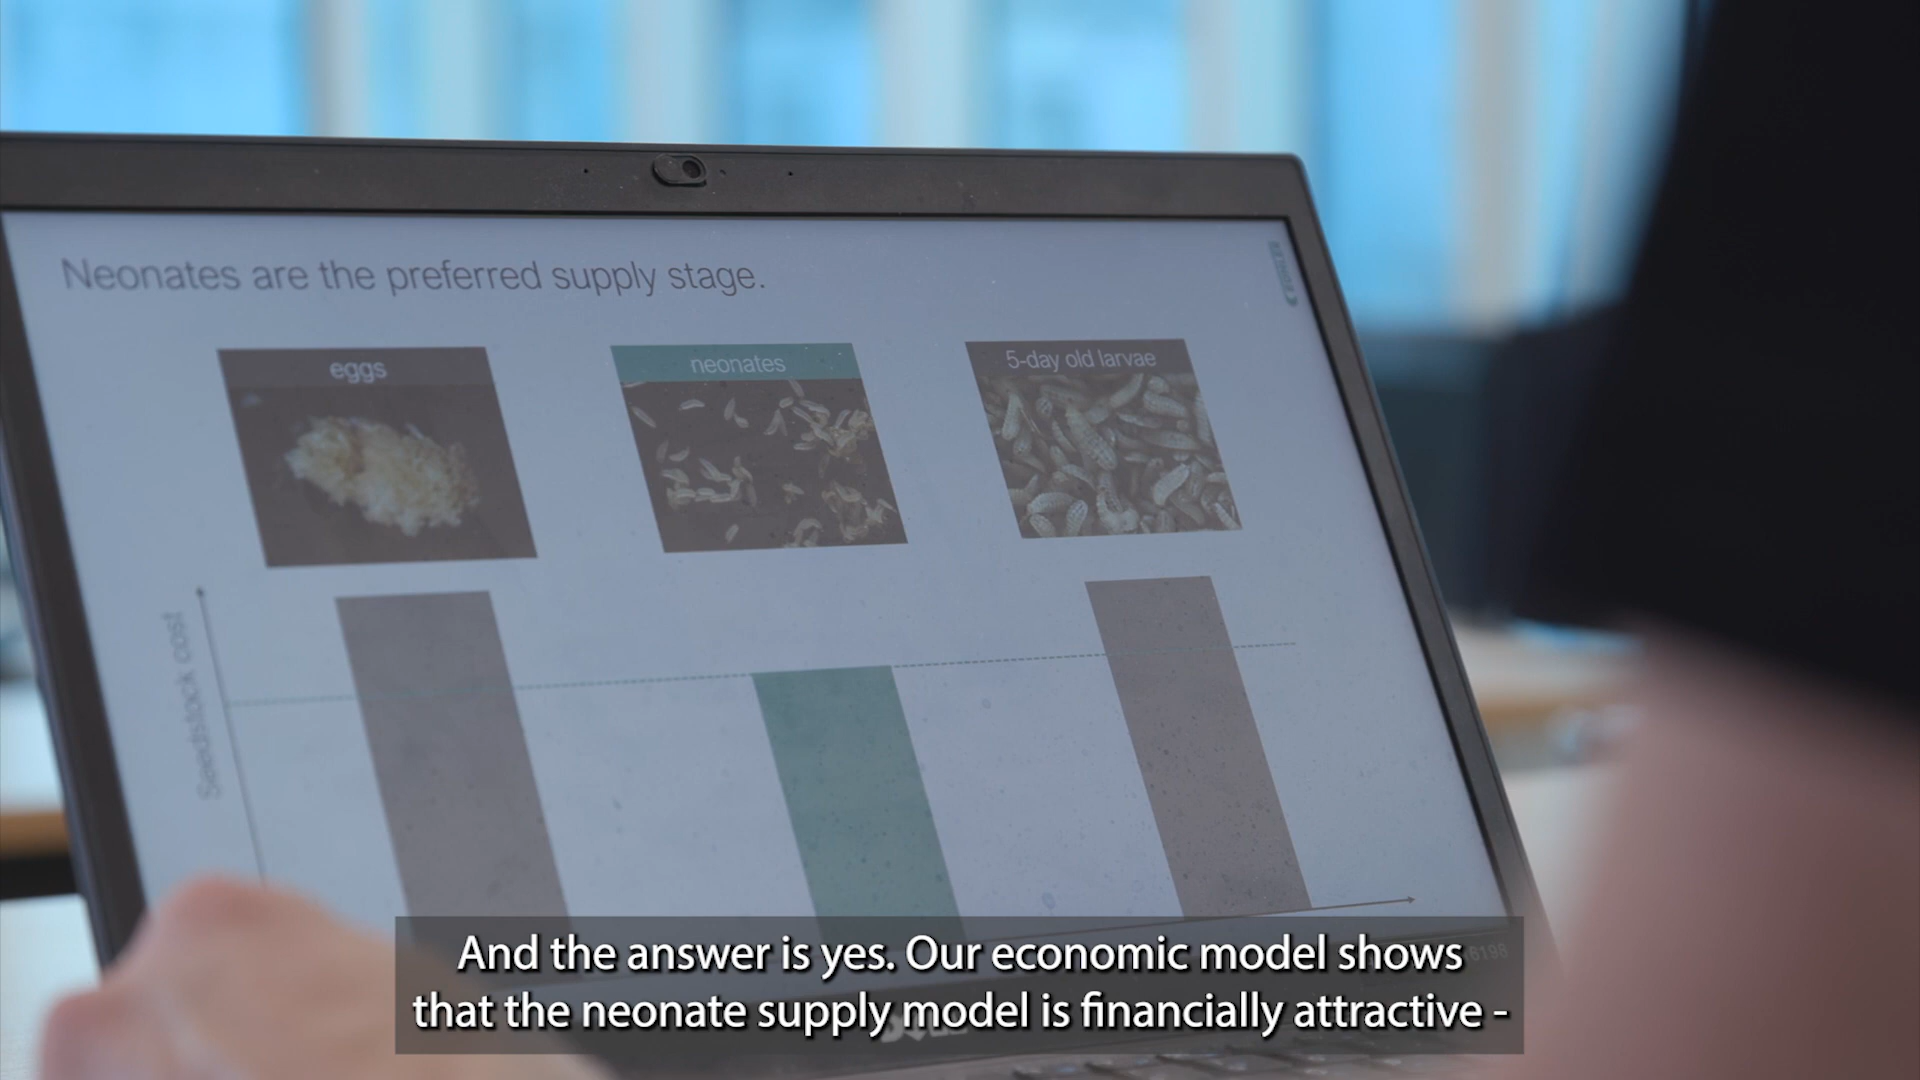 Neonates are the preferred supply stage.
eggs
neonates
5-day old larvae
Seedstock cost
And the answer is yes. Our economic model shows
that the neonate supply model is financially attractive -
6196